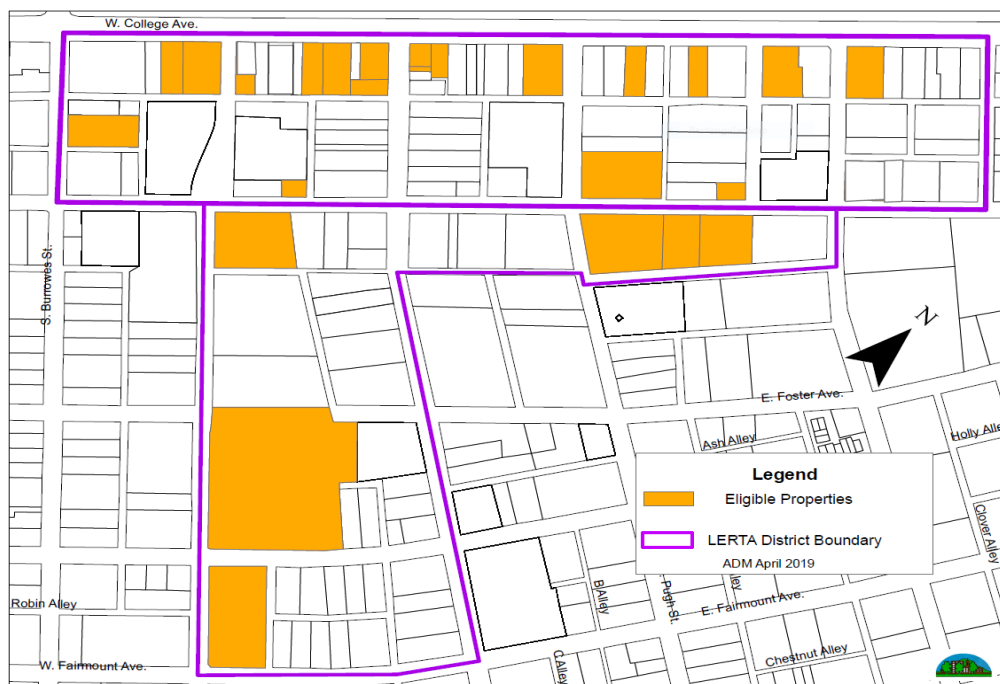 W. College Ave.
S. Burrowes St.
N
E. Foster Ave.
Ash Alley
Holly Alle
Legend
Eligible Properties
LERTA District Boundary
ADM April 2019
Clover Alley
Robin Alley
B Alley
Pugh St.
E. Fairmount Ave.
W. Fairmount Ave.
C Alley
Chestnut Alley